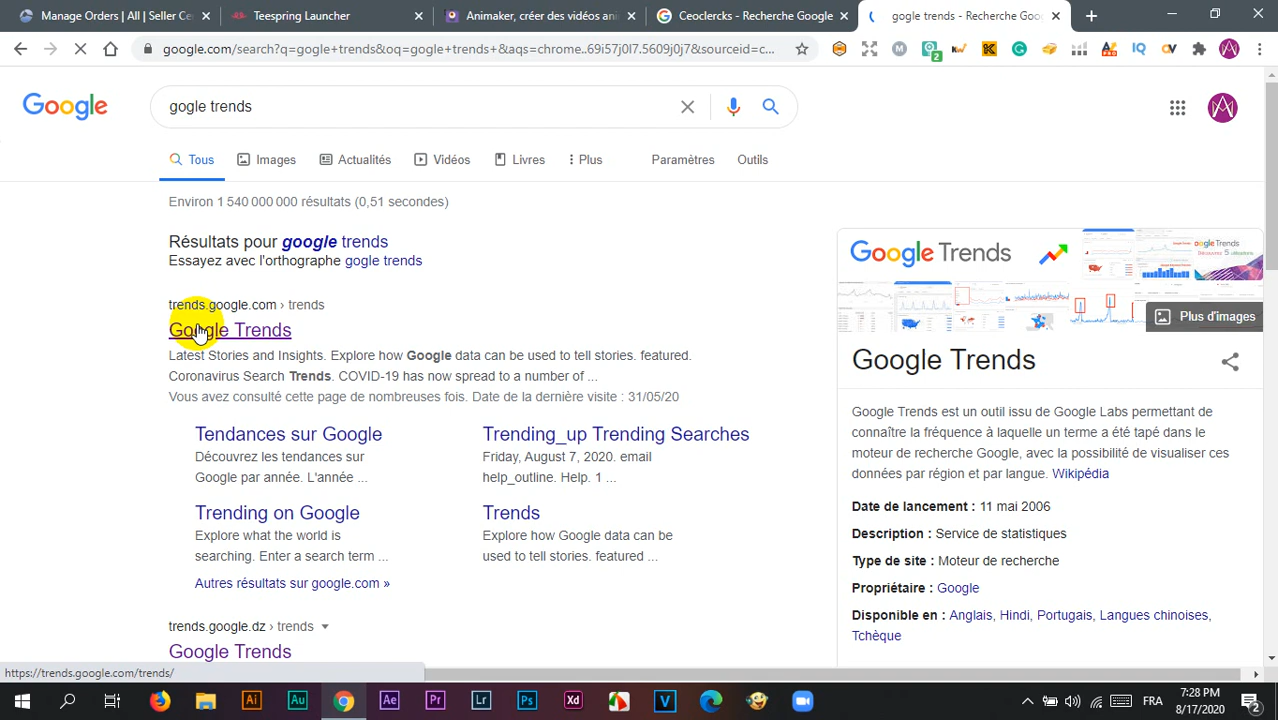 Manage Orders | All | Seller Ce
Teespring Launcher
Animaker, créer des vidéos anim
Ceoclercks - Recherche Google
gogle trends - Recherche Goo
google.com/search?q=gogle+trends&oq=gogle+trends+&aqs=chrome..69i57j0l7.5609j0j7&sourceid=c...
2
Google
gogle trends
Tous
Images
Actualités
Vidéos
Livres
Plus
Paramètres
Outils
Environ 1 540 000 000 résultats (0,51 secondes)
Résultats pour google trends
Essayez avec l'orthographe gogle trends
trends.google.com › trends
Google Trends
Latest Stories and Insights. Explore how Google data can be used to tell stories. featured.
Coronavirus Search Trends. COVID-19 has now spread to a number of ...
Vous avez consulté cette page de nombreuses fois. Date de la dernière visite : 31/05/20
Tendances sur Google
Découvrez les tendances sur
Google par année. L'année ...
Trending_up Trending Searches
Friday, August 7, 2020. email
help_outline. Help. 1 ...
Trending on Google
Explore what the world is
searching. Enter a search term ...
Trends
Explore how Google data can be
used to tell stories. featured ...
Autres résultats sur google.com »
trends.google.dz › trends
Google Trends
Google Trends
Plus d'images
Google Trends
Google Trends est un outil issu de Google Labs permettant de
connaître la fréquence à laquelle un terme a été tapé dans le
moteur de recherche Google, avec la possibilité de visualiser ces
données par région et par langue. Wikipédia
Date de lancement : 11 mai 2006
Description : Service de statistiques
Type de site : Moteur de recherche
Propriétaire : Google
Disponible en : Anglais, Hindi, Portugais, Langues chinoises,
Tchèque
https://trends.google.com/trends/
Ai
Au
Ae
Pr
Lr
Ps
Xd
V
FRA
7:28 PM
8/17/2020
2